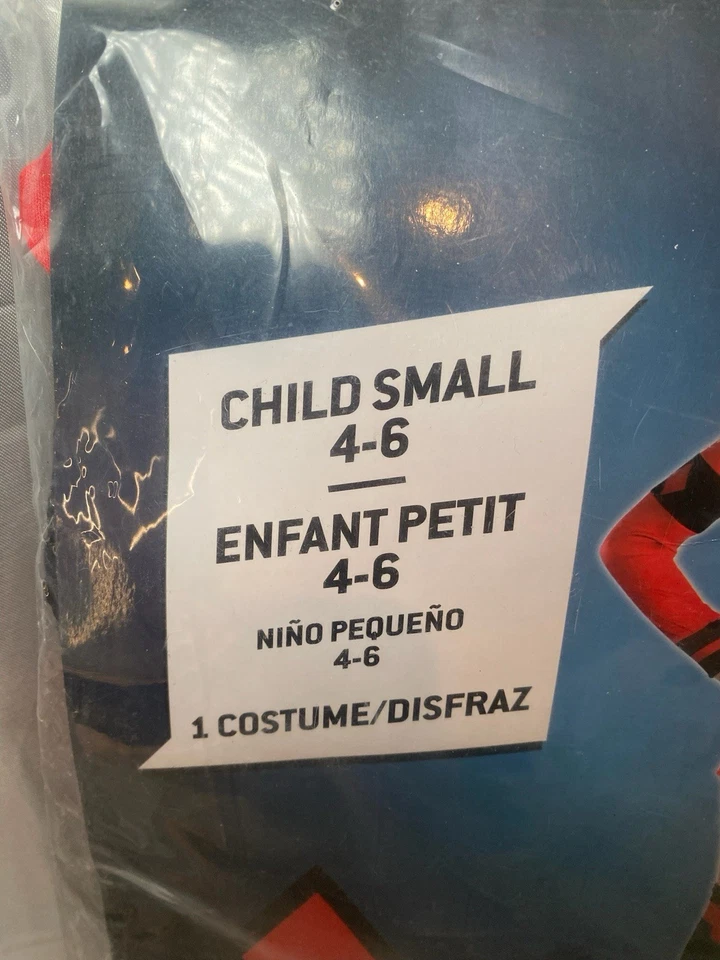 CHILD SMALL
4-6
ENFANT PETIT
4-6
NIÑO PEQUEÑO
4-6
1 COSTUME/DISFRAZ